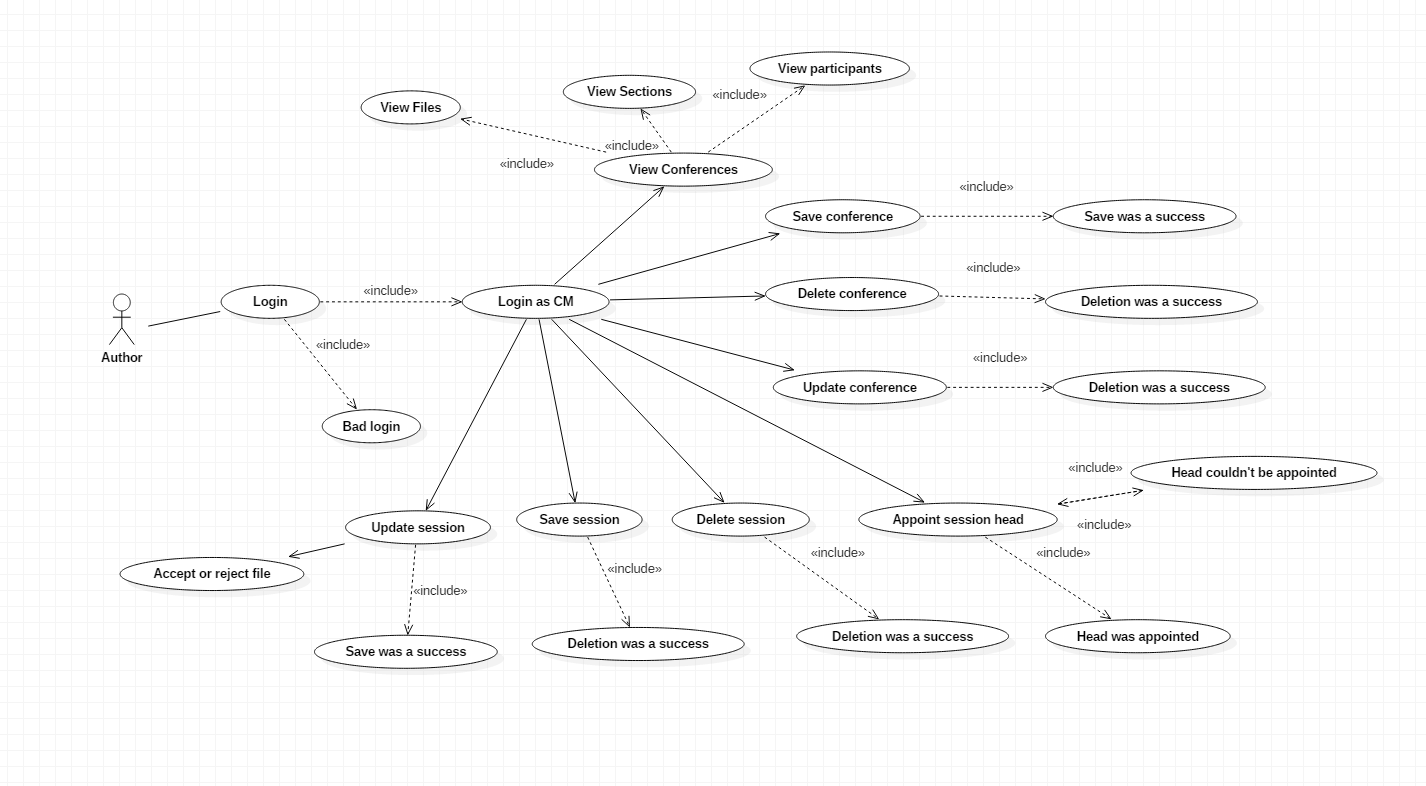 View participants
View Sections
«include»
View Files
«include»
«include»
View Conferences
«include»
Save conference
Save was a success
«include»
«include»
Login
Login as CM
Delete conference
Deletion was a success
«include»
Author
«include»
Update conference
Deletion was a success
Bad login
«include»
Head couldn't be appointed
Update session
Save session
Delete session
Appoint session head
«include»
«include»
«include»
Accept or reject file
«include»
«include»
Save was a success
Deletion was a success
Deletion was a success
Head was appointed